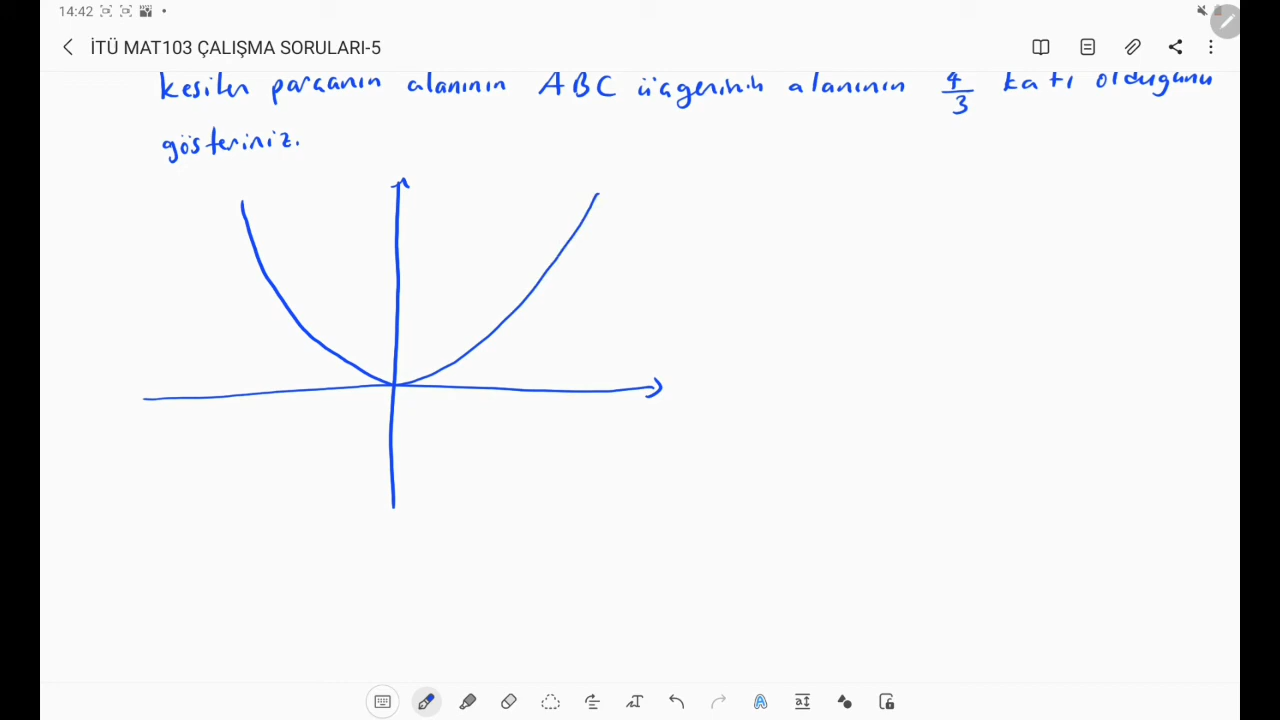 14:42
İTÜ MAT103 ÇALIŞMA SORULARI-5
kesilen parçanın alanının ABC üçgeninin alanının 4/3 katı olduğunu
gösteriniz.